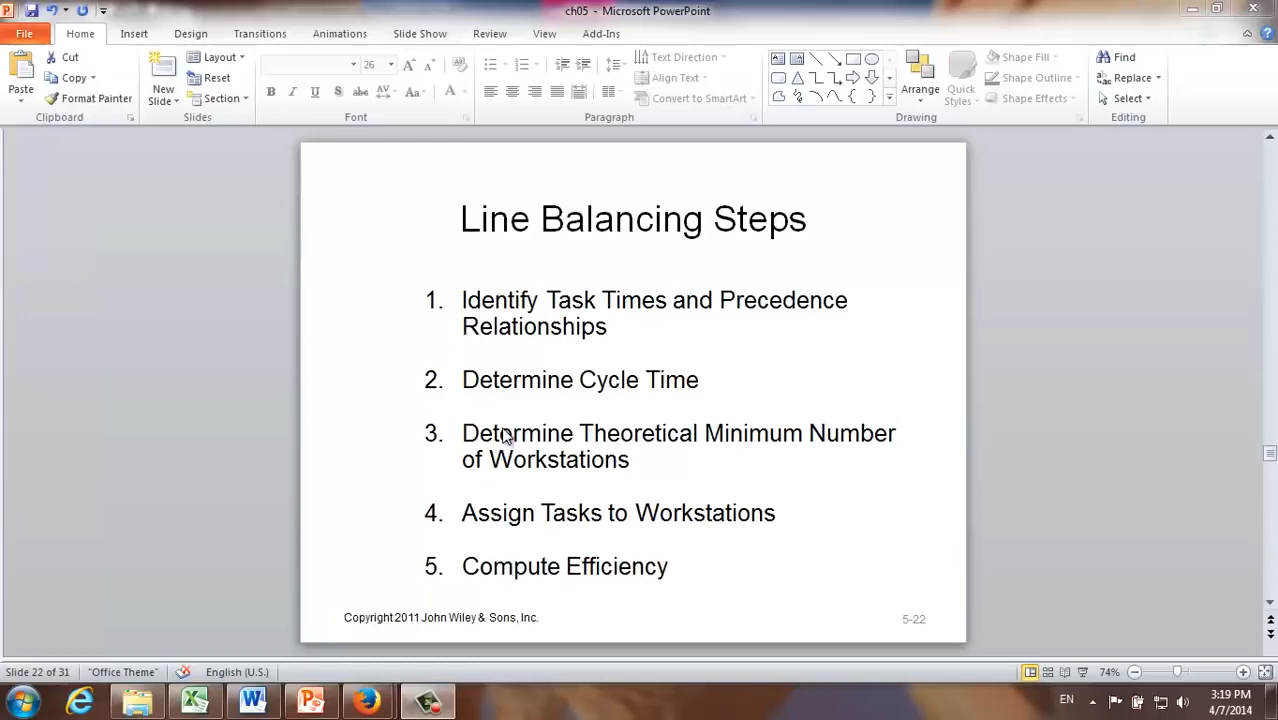 ch05 - Microsoft PowerPoint
File Home Insert Design Transitions Animations Slide Show Review View Add-Ins
Paste
Cut
Copy
Format Painter
Clipboard
New Slide
Layout
Reset
Section
Slides
26
Font
Text Direction
Align Text
Convert to SmartArt
Paragraph
Arrange
Quick Styles
Shape Fill
Shape Outline
Shape Effects
Drawing
Find
Replace
Select
Editing
Line Balancing Steps
1. Identify Task Times and Precedence
Relationships
2. Determine Cycle Time
3. Determine Theoretical Minimum Number
of Workstations
4. Assign Tasks to Workstations
5. Compute Efficiency
Copyright 2011 John Wiley & Sons, Inc.
5-22
Slide 22 of 31 "Office Theme" English (U.S.) 74%
EN 3:19 PM
4/7/2014